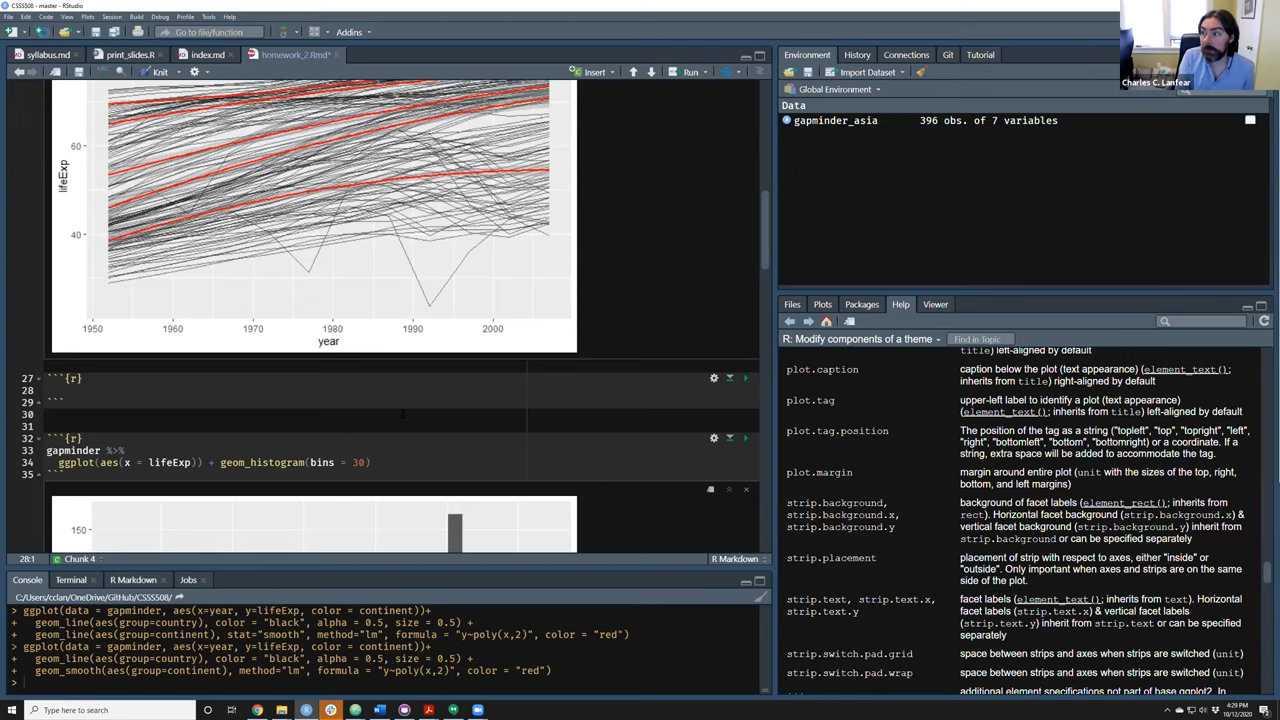 CSSS508 - master - RStudio
File Edit Code View Plots Session Build Debug Profile Tools Help
Go to file/function Addins
syllabus.md print_slides.R index.md homework_2.Rmd*
Knit Insert Run
60
lifeExp
40
1950 1960 1970 1980 1990 2000
year
27 ```{r}
28
29 ```
30
31
32 ```{r}
33 gapminder %>%
34 ggplot(aes(x = lifeExp)) + geom_histogram(bins = 30)
35 ```
150
28:1 Chunk 4 R Markdown
Console Terminal R Markdown Jobs
C:/Users/cclan/OneDrive/GitHub/CSSS508/
> ggplot(data = gapminder, aes(x=year, y=lifeExp, color = continent))+
+ geom_line(aes(group=country), color = "black", alpha = 0.5, size = 0.5) +
+ geom_line(aes(group=continent), stat="smooth", method="lm", formula = "y~poly(x,2)", color = "red")
> ggplot(data = gapminder, aes(x=year, y=lifeExp, color = continent))+
+ geom_line(aes(group=country), color = "black", alpha = 0.5, size = 0.5) +
+ geom_smooth(aes(group=continent), method="lm", formula = "y~poly(x,2)", color = "red")
>
Environment History Connections Git Tutorial
Import Dataset
Global Environment
Data
gapminder_asia 396 obs. of 7 variables
Charles C. Lanfear
Files Plots Packages Help Viewer
R: Modify components of a theme Find in Topic
title) left-aligned by default
plot.caption caption below the plot (text appearance) (element_text();
inherits from title) right-aligned by default
plot.tag upper-left label to identify a plot (text appearance)
(element_text(); inherits from title) left-aligned by default
plot.tag.position The position of the tag as a string ("topleft", "top", "topright", "left",
"right", "bottomleft", "bottom", "bottomright) or a coordinate. If a
string, extra space will be added to accommodate the tag.
plot.margin margin around entire plot (unit with the sizes of the top, right,
bottom, and left margins)
strip.background, background of facet labels (element_rect(); inherits from
strip.background.x, rect). Horizontal facet background (strip.background.x) &
strip.background.y vertical facet background (strip.background.y) inherit from
strip.background or can be specified separately
strip.placement placement of strip with respect to axes, either "inside" or
"outside". Only important when axes and strips are on the same
side of the plot.
strip.text, strip.text.x, facet labels (element_text(); inherits from text). Horizontal
strip.text.y facet labels (strip.text.x) & vertical facet labels
(strip.text.y) inherit from strip.text or can be specified
separately
strip.switch.pad.grid space between strips and axes when strips are switched (unit)
strip.switch.pad.wrap space between strips and axes when strips are switched (unit)
... additional element specifications not part of base ggplot2. In
Type here to search
4:29 PM
10/12/2020